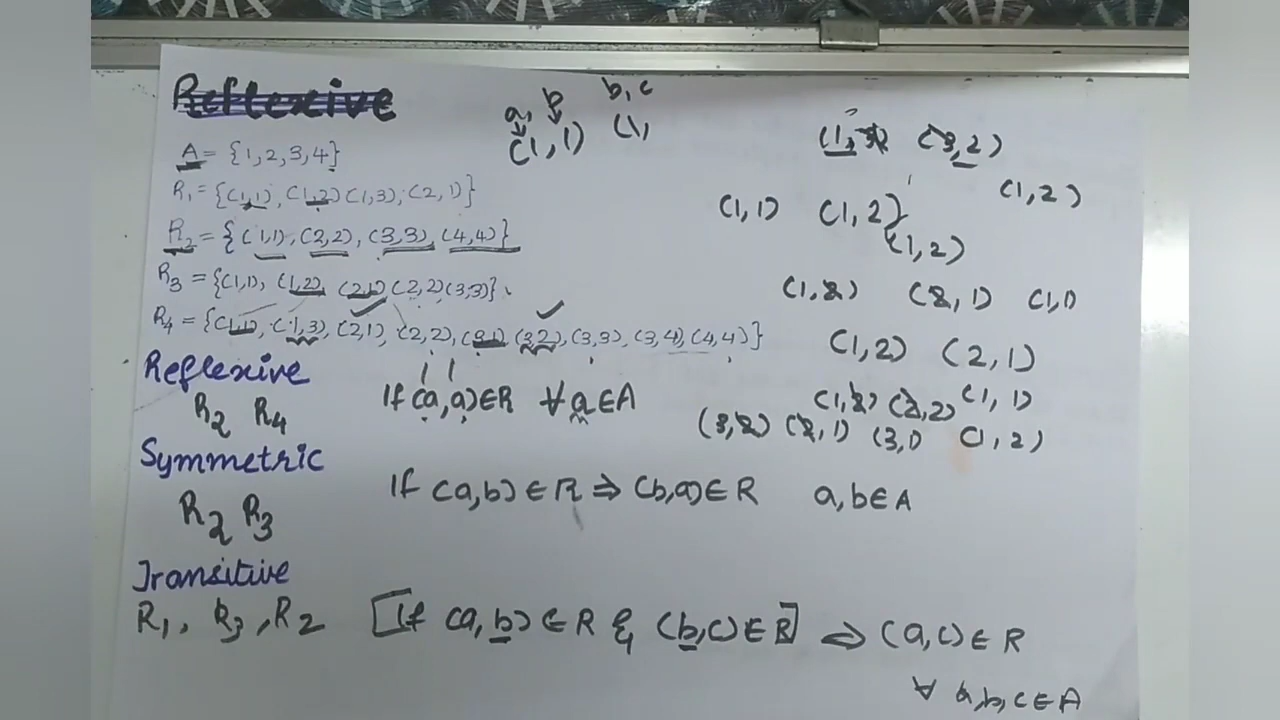 Reflexive
a, b b, c
(1,1) (1,
A = {1,2,3,4}
R1 = {(1,1), (1,2) (1,3), (2,1)}
R2 = {(1,1), (2,2), (3,3), (4,4)}
R3 = {(1,1), (1,2), (2,1) (2,2) (3,3)}
R4 = {(1,1), (1,3), (2,1), (2,2), (3,1) (3,2), (3,3), (3,4), (4,4)}
(3,2)
(1,2)
(1,1) (1,2)}
(1,2)
(1,2) (2,1) (1,1)
(1,2) (2,1)
(1,2) (2,2) (1,1)
(3,2) (2,1) (3,1) (1,2)
Reflexive
R2 R4
If (a,a) ∈ R ∀ a ∈ A
Symmetric
R2 R3
If (a,b) ∈ R ⇒ (b,a) ∈ R a, b ∈ A
Transitive
R1, R3, R2 [If (a,b) ∈ R & (b,c) ∈ R] ⇒ (a,c) ∈ R
∀ a,b,c ∈ A